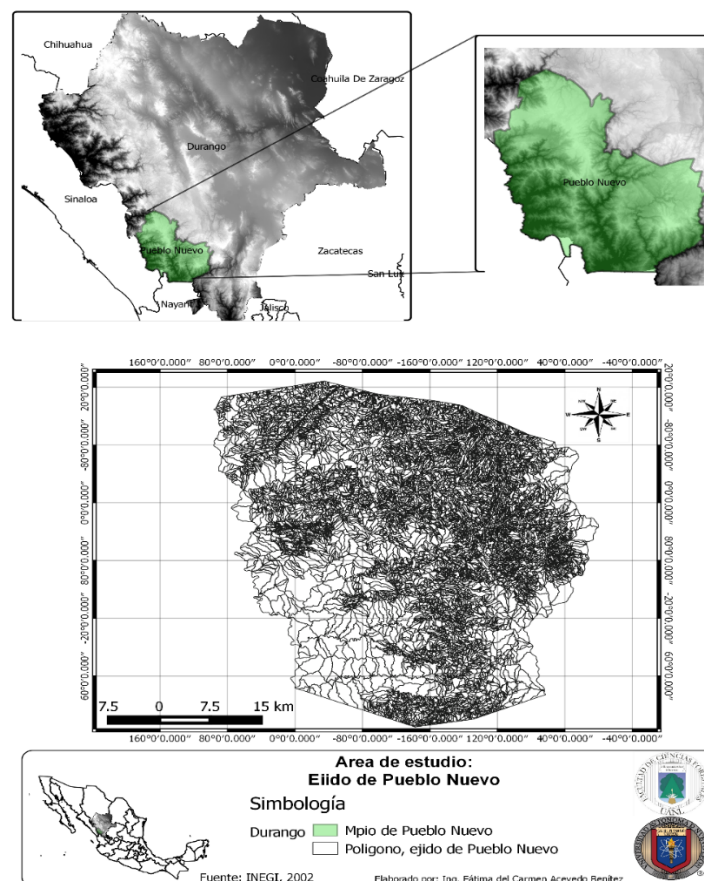 Chihuahua
Coahuila De Zaragoz
Durango
Sinaloa
Pueblo Nuevo
Zacatecas
San Luis
Nayarit
Jalisco
Pueblo Nuevo
160°0'0.000" 80°0'0.000" 0°0'0.000" -80°0'0.000" -160°0'0.000" 120°0'0.000" 40°0'0.000" -40°0'0.000"
20°0'0.000" -80°0'0.000" 0°0'0.000" 80°0'0.000" -20°0'0.000" 60°0'0.000"
20°0'0.000" -80°0'0.000" 0°0'0.000" 80°0'0.000" -20°0'0.000" 60°0'0.000"
N
W E
S
7.5 0 7.5 15 km
160°0'0.000" 80°0'0.000" 0°0'0.000" -80°0'0.000" -160°0'0.000" 120°0'0.000" 40°0'0.000" -40°0'0.000"
Area de estudio:
Ejido de Pueblo Nuevo
Simbología
Durango Mpio de Pueblo Nuevo
Poligono, ejido de Pueblo Nuevo
Fuente: INEGI, 2002
Elaborado por: Ing. Fátima del Carmen Acevedo Benítez
FACULTAD DE CIENCIAS FORESTALES
UANL